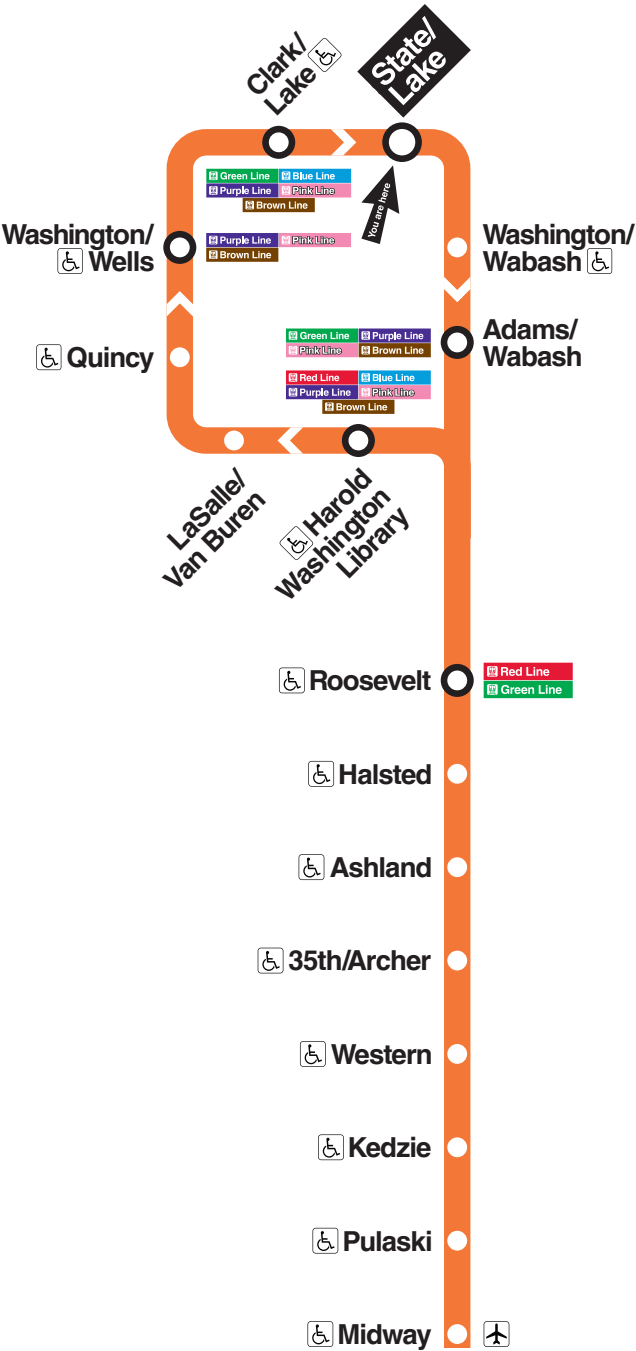 Clark/
Lake
State/
Lake
You are here
Green Line Blue Line
Purple Line Pink Line
Brown Line
Washington/
Wells
Purple Line Pink Line
Brown Line
Washington/
Wabash
Quincy
Green Line Purple Line
Pink Line Brown Line
Adams/
Wabash
Red Line Blue Line
Purple Line Pink Line
Brown Line
LaSalle/
Van Buren
Harold
Washington
Library
Roosevelt
Red Line
Green Line
Halsted
Ashland
35th/Archer
Western
Kedzie
Pulaski
Midway